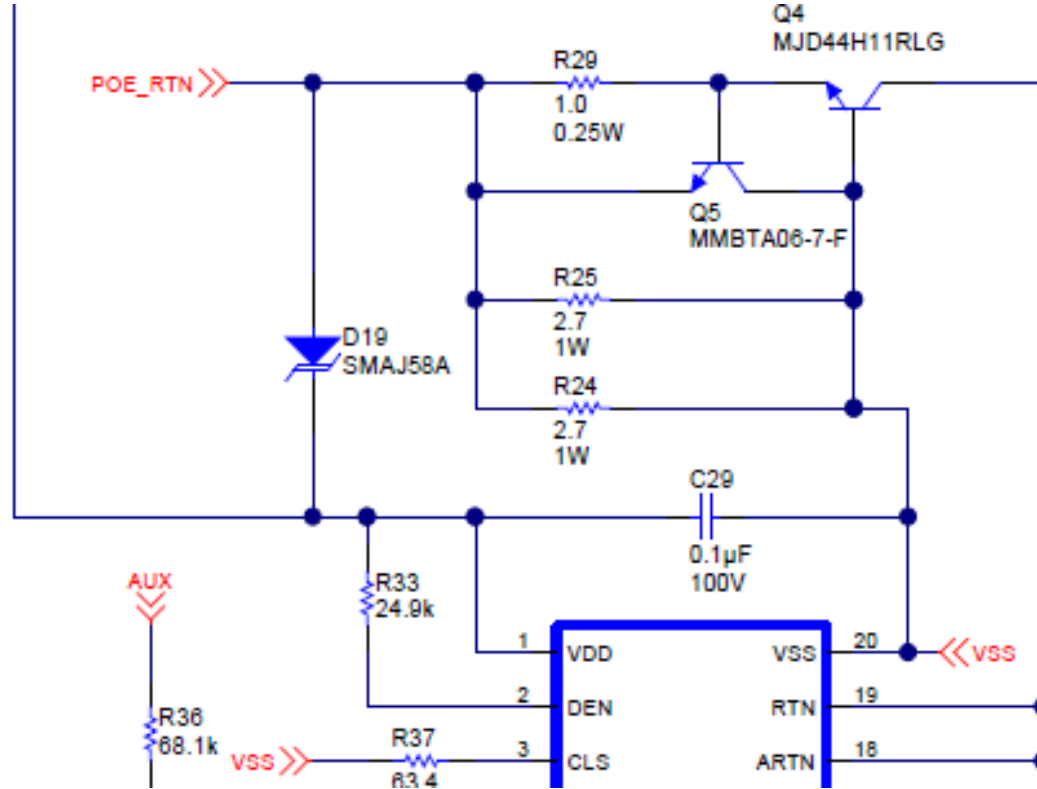 Q4
MJD44H11RLG
R29
POE_RTN
1.0
0.25W
Q5
MMBTA06-7-F
R25
2.7
1W
D19
SMAJ58A
R24
2.7
1W
C29
0.1µF
100V
AUX
R33
24.9k
1
VDD
VSS
20
VSS
2
DEN
RTN
19
R36
68.1k
VSS
R37
63.4
3
CLS
ARTN
18